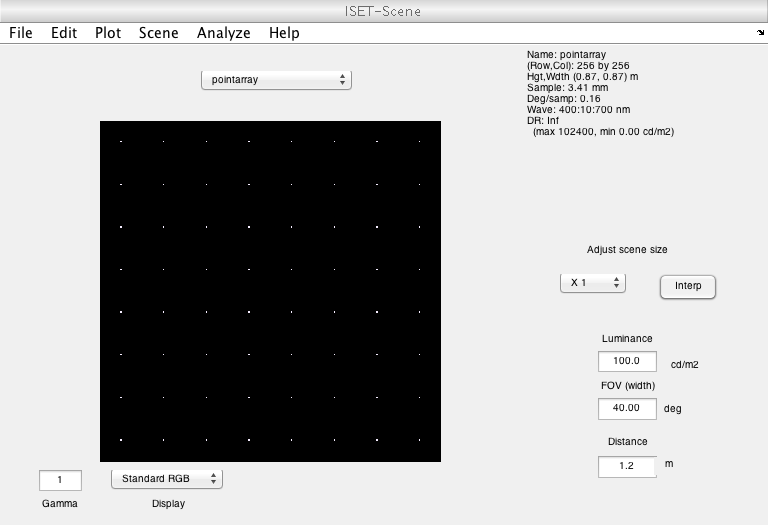 ISET-Scene
File Edit Plot Scene Analyze Help
pointarray
Name: pointarray
(Row,Col): 256 by 256
Hgt,Wdth (0.87, 0.87) m
Sample: 3.41 mm
Deg/samp: 0.16
Wave: 400:10:700 nm
DR: Inf
(max 102400, min 0.00 cd/m2)
Adjust scene size
X 1
Interp
Luminance
100.0 cd/m2
FOV (width)
40.00 deg
Distance
1.2 m
1
Standard RGB
Gamma
Display